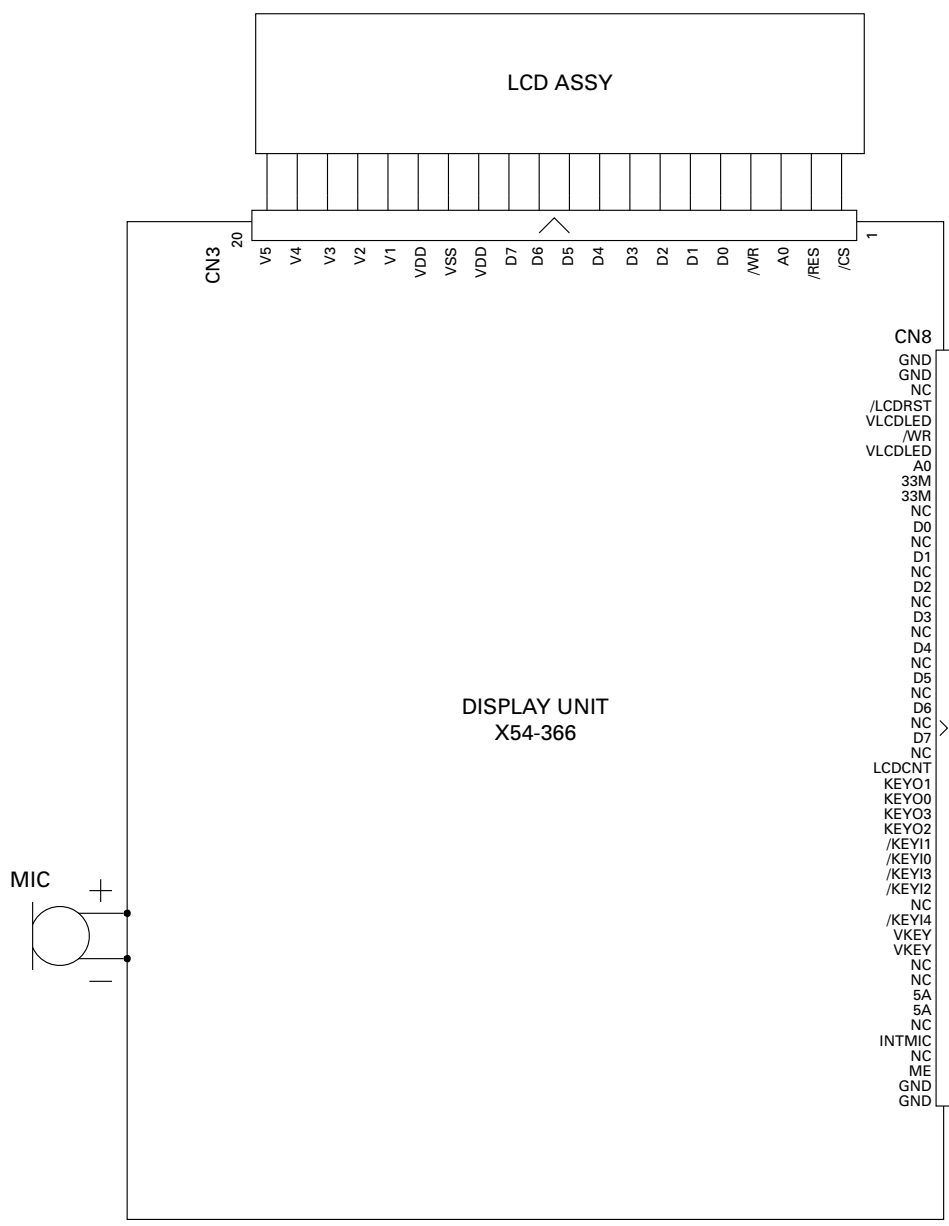 LCD ASSY
CN3
20
V5
V4
V3
V2
V1
VDD
VSS
VDD
D7
D6
D5
D4
D3
D2
D1
D0
/WR
A0
/RES
/CS
1
CN8
GND
GND
NC
/LCDRST
VLCDLED
/WR
VLCDLED
A0
33M
33M
NC
D0
NC
D1
NC
D2
NC
D3
NC
D4
NC
D5
NC
D6
NC
D7
NC
LCDCNT
KEYO1
KEYO0
KEYO3
KEYO2
/KEYI1
/KEYI0
/KEYI3
/KEYI2
NC
/KEYI4
VKEY
VKEY
NC
NC
5A
5A
NC
INTMIC
NC
ME
GND
GND
DISPLAY UNIT
X54-366
MIC
+
−